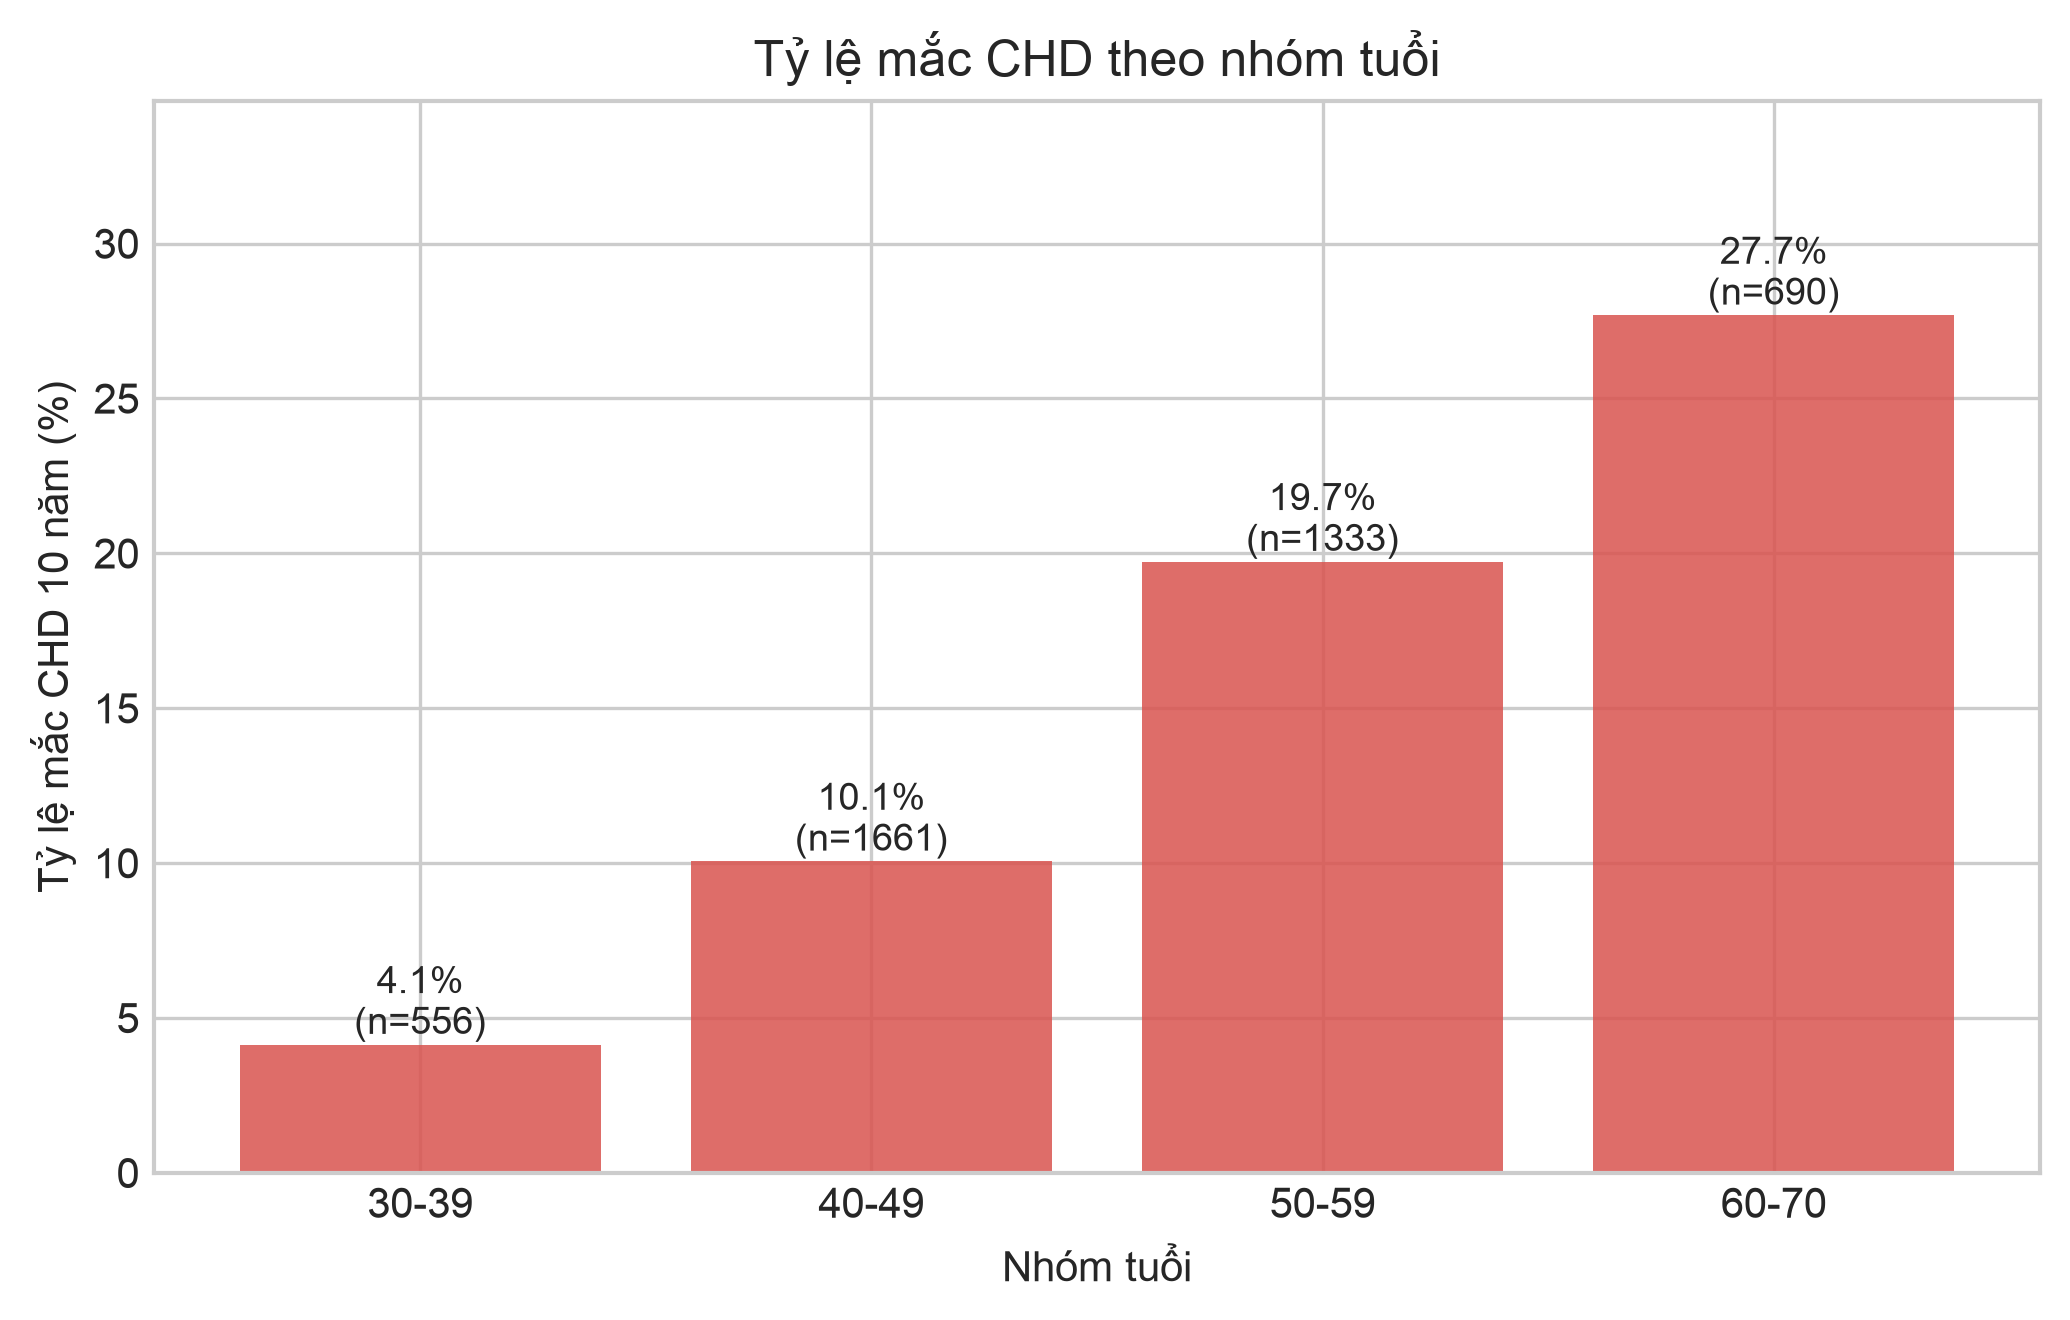 Tỷ lệ mắc CHD theo nhóm tuổi
Tỷ lệ mắc CHD 10 năm (%)
30
25
20
15
10
5
0
4.1%
(n=556)
10.1%
(n=1661)
19.7%
(n=1333)
27.7%
(n=690)
30-39
40-49
50-59
60-70
Nhóm tuổi